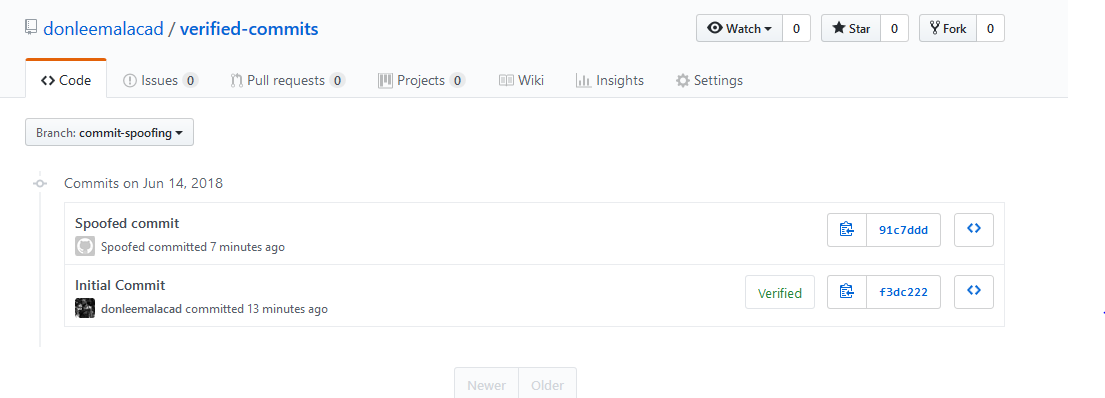 donleemalacad / verified-commits Watch 0 Star 0 Fork 0
Code Issues 0 Pull requests 0 Projects 0 Wiki Insights Settings
Branch: commit-spoofing
Commits on Jun 14, 2018
Spoofed commit
Spoofed committed 7 minutes ago 91c7ddd
Initial Commit
donleemalacad committed 13 minutes ago Verified f3dc222
Newer Older